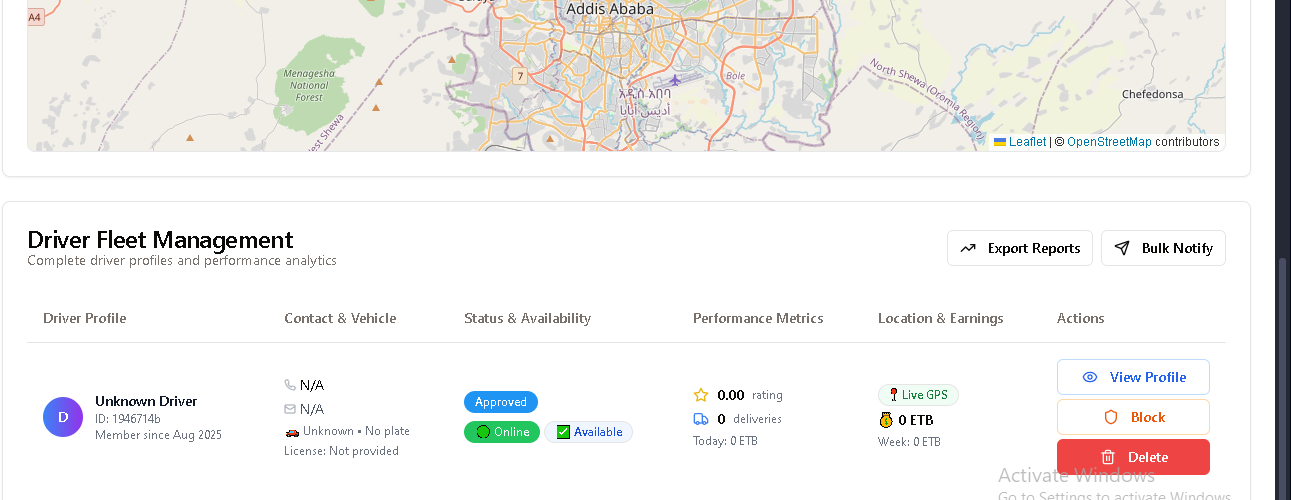 A4
Addis Ababa
Menagesha
National
Forest
7
Bole
አዲስ አበባ
أديس أبابا
North Shewa (Oromia Region)
Chefedonsa
est Shewa
Leaflet | © OpenStreetMap contributors
Driver Fleet Management
Complete driver profiles and performance analytics
Export Reports
Bulk Notify
Driver Profile Contact & Vehicle Status & Availability Performance Metrics Location & Earnings Actions
D
Unknown Driver
ID: 1946714b
Member since Aug 2025
N/A
N/A
Unknown • No plate
License: Not provided
Approved
Online
Available
0.00 rating
0 deliveries
Today: 0 ETB
Live GPS
0 ETB
Week: 0 ETB
View Profile
Block
Delete
Activate Windows
Go to Settings to activate Windows.